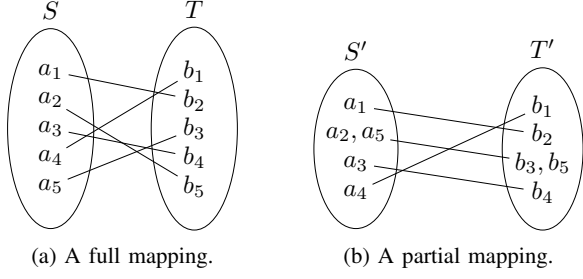 S T
a₁ b₁
a₂ b₂
a₃ b₃
a₄ b₄
a₅ b₅
(a) A full mapping.
S′ T′
a₁ b₁
a₂, a₅ b₂
a₃ b₃, b₅
a₄ b₄
(b) A partial mapping.